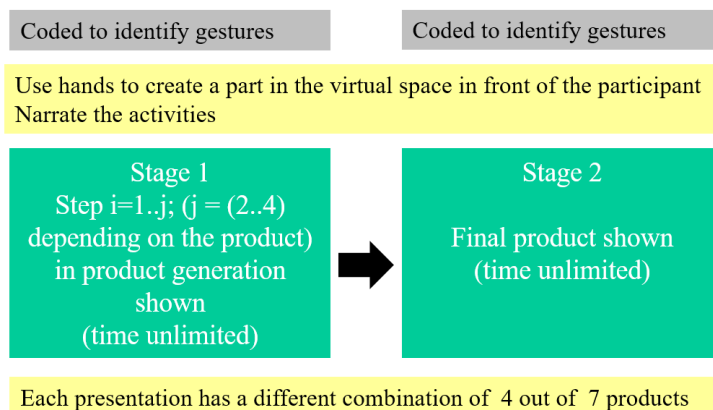 Coded to identify gestures
Coded to identify gestures
Use hands to create a part in the virtual space in front of the participant
Narrate the activities
Stage 1
Step i=1..j; (j = (2..4)
depending on the product)
in product generation
shown
(time unlimited)
Stage 2
Final product shown
(time unlimited)
Each presentation has a different combination of 4 out of 7 products